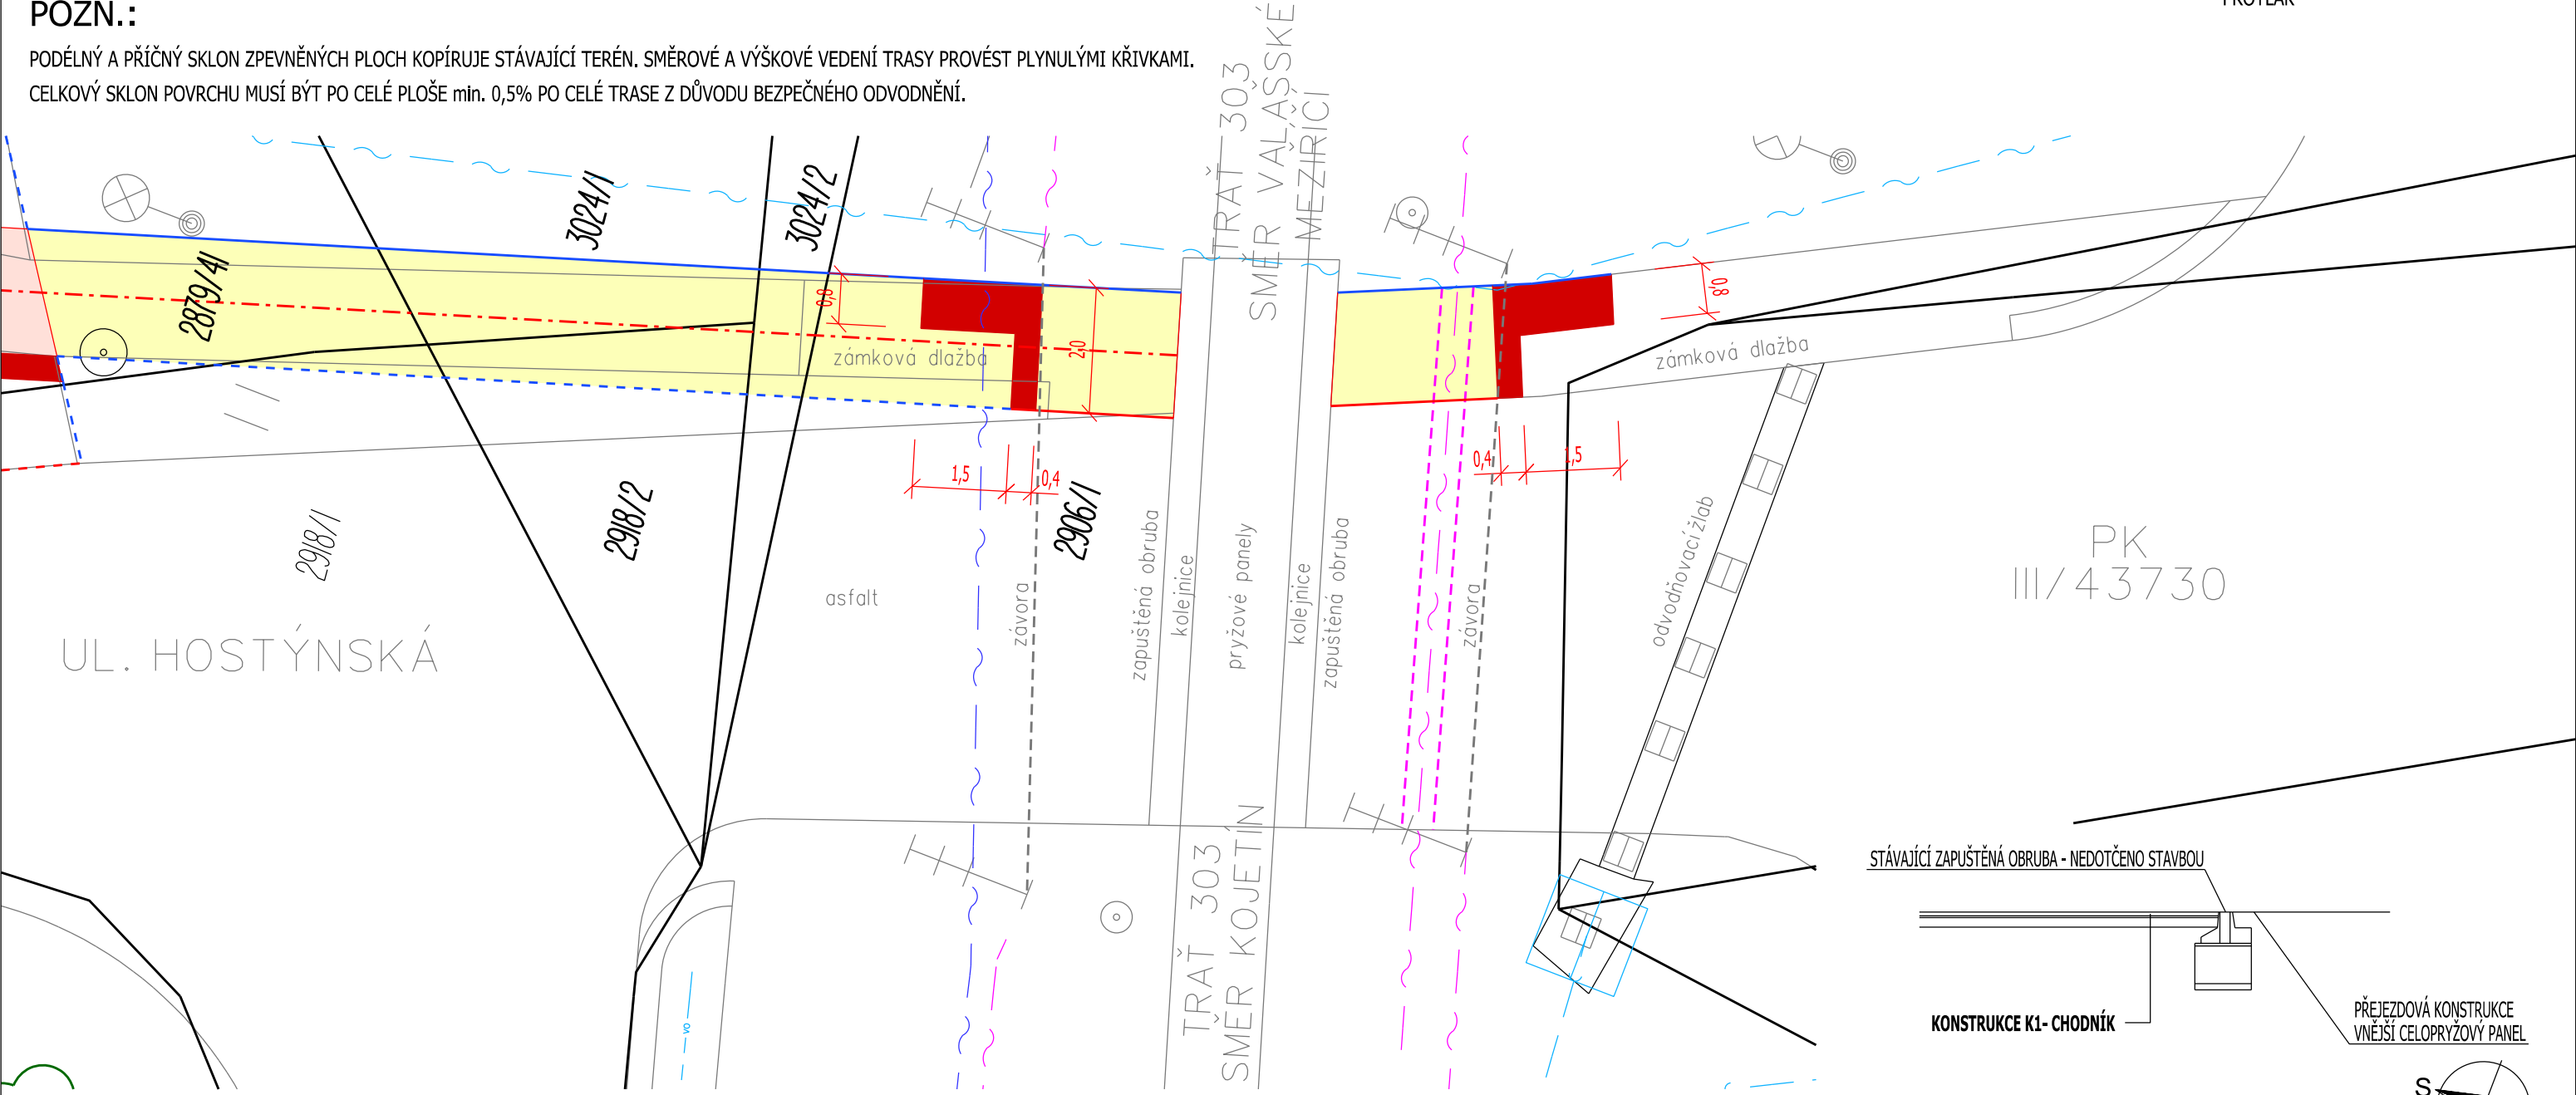 POZN.:
PODÉLNÝ A PŘÍČNÝ SKLON ZPEVNĚNÝCH PLOCH KOPÍRUJE STÁVAJÍCÍ TERÉN. SMĚROVÉ A VÝŠKOVÉ VEDENÍ TRASY PROVÉST PLYNULÝMI KŘIVKAMI.
CELKOVÝ SKLON POVRCHU MUSÍ BÝT PO CELÉ PLOŠE min. 0,5% PO CELÉ TRASE Z DŮVODU BEZPEČNÉHO ODVODNĚNÍ.
TRAŤ 303
SMĚR VALAŠSKÉ
MEZIŘÍČÍ
3024/1
3024/2
2879/41
0,8
2,0
0,8
zámková dlažba
zámková dlažba
1,5
0,4
0,4
1,5
2918/1
2918/2
2906/1
asfalt
závora
zapuštěná obruba
kolejnice
pryžové panely
kolejnice
zapuštěná obruba
závora
odvodňovací žlab
PK
III/43730
UL. HOSTÝNSKÁ
TRAŤ 303
SMĚR KOJETÍN
vo
STÁVAJÍCÍ ZAPUŠTĚNÁ OBRUBA - NEDOTČENO STAVBOU
KONSTRUKCE K1- CHODNÍK
PŘEJEZDOVÁ KONSTRUKCE
VNĚJŠÍ CELOPRYŽOVÝ PANEL
S